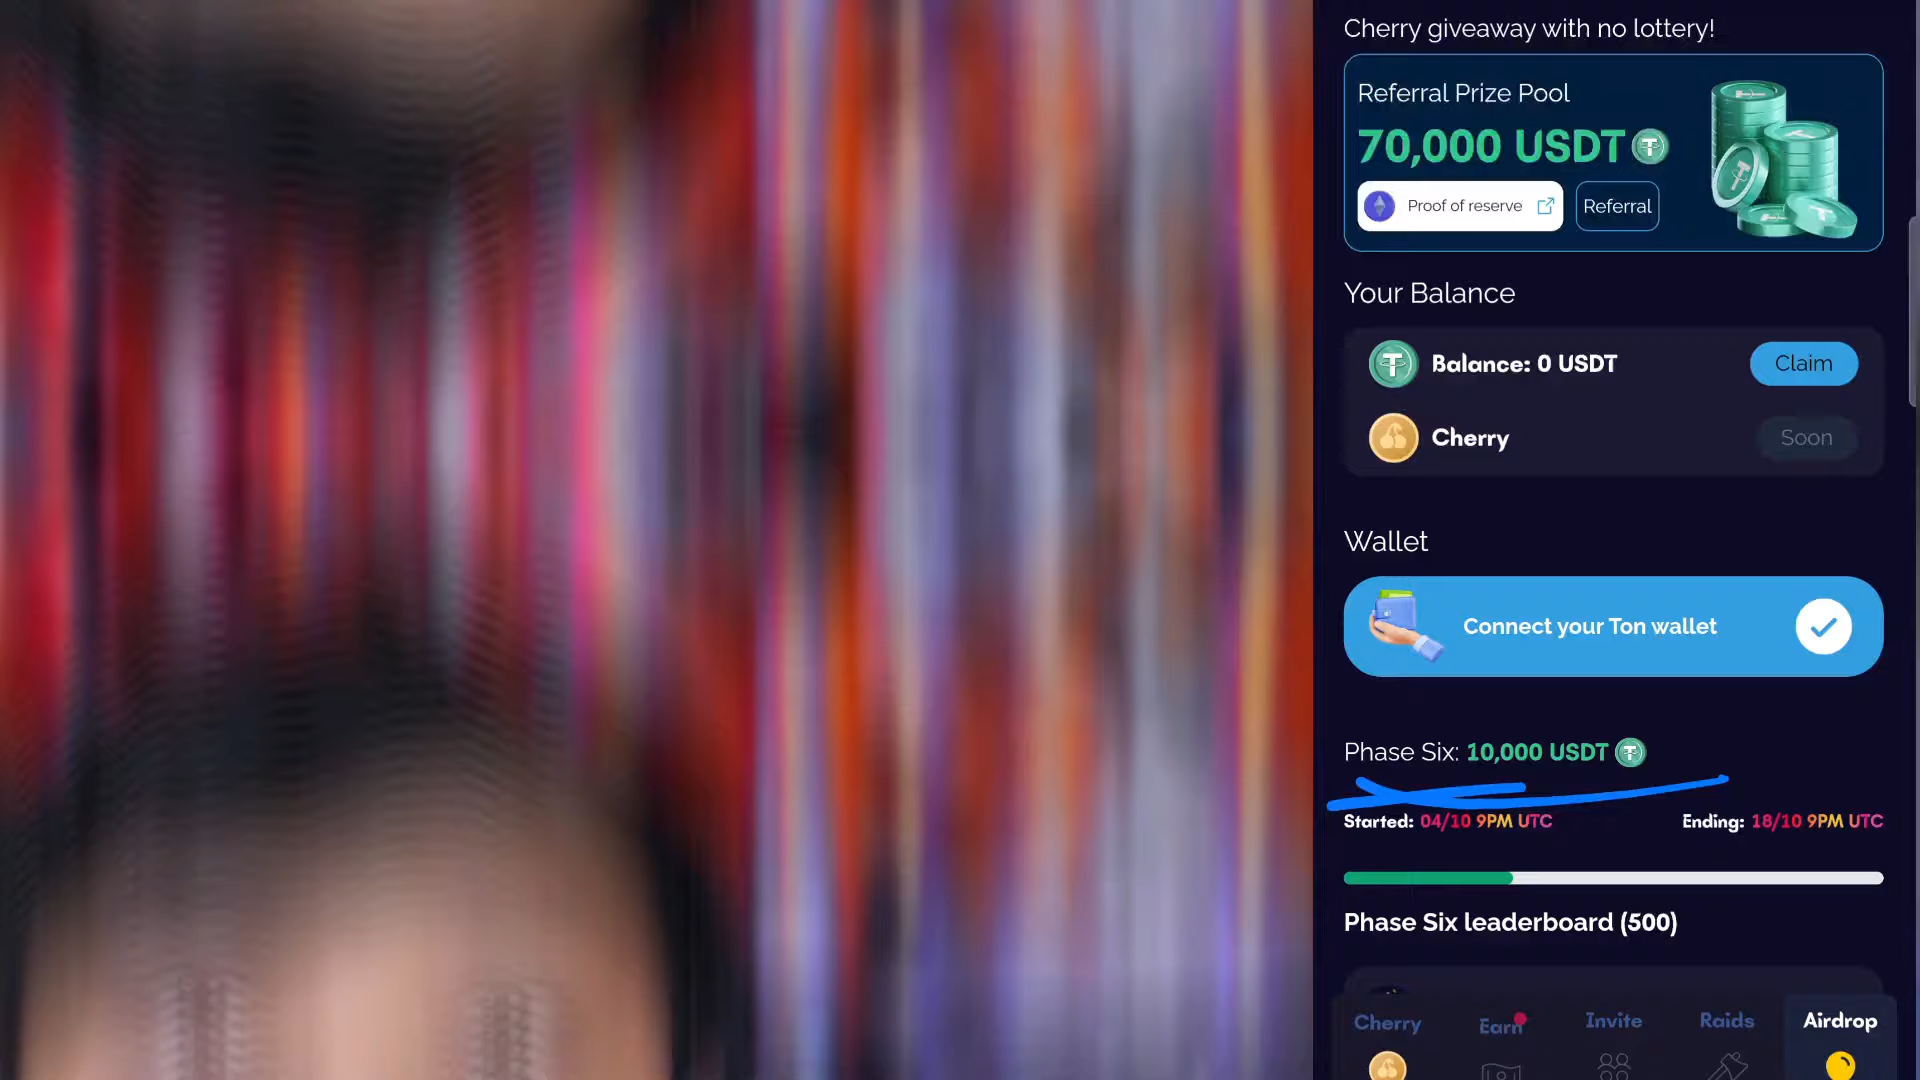 Cherry giveaway with no lottery!
Referral Prize Pool
70,000 USDT
Proof of reserve
Referral
Your Balance
Balance: 0 USDT
Claim
Cherry
Soon
Wallet
Connect your Ton wallet
Phase Six: 10,000 USDT
Started: 04/10 9PM UTC
Ending: 18/10 9PM UTC
Phase Six leaderboard (500)
Cherry
Earn
Invite
Raids
Airdrop